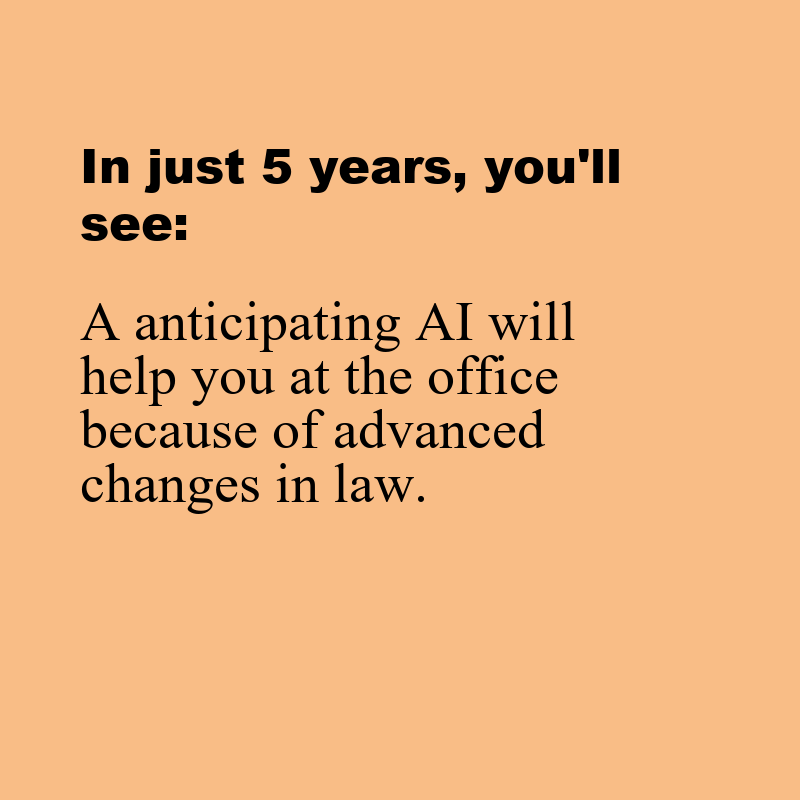 In just 5 years, you'll
see:
A anticipating AI will
help you at the office
because of advanced
changes in law.